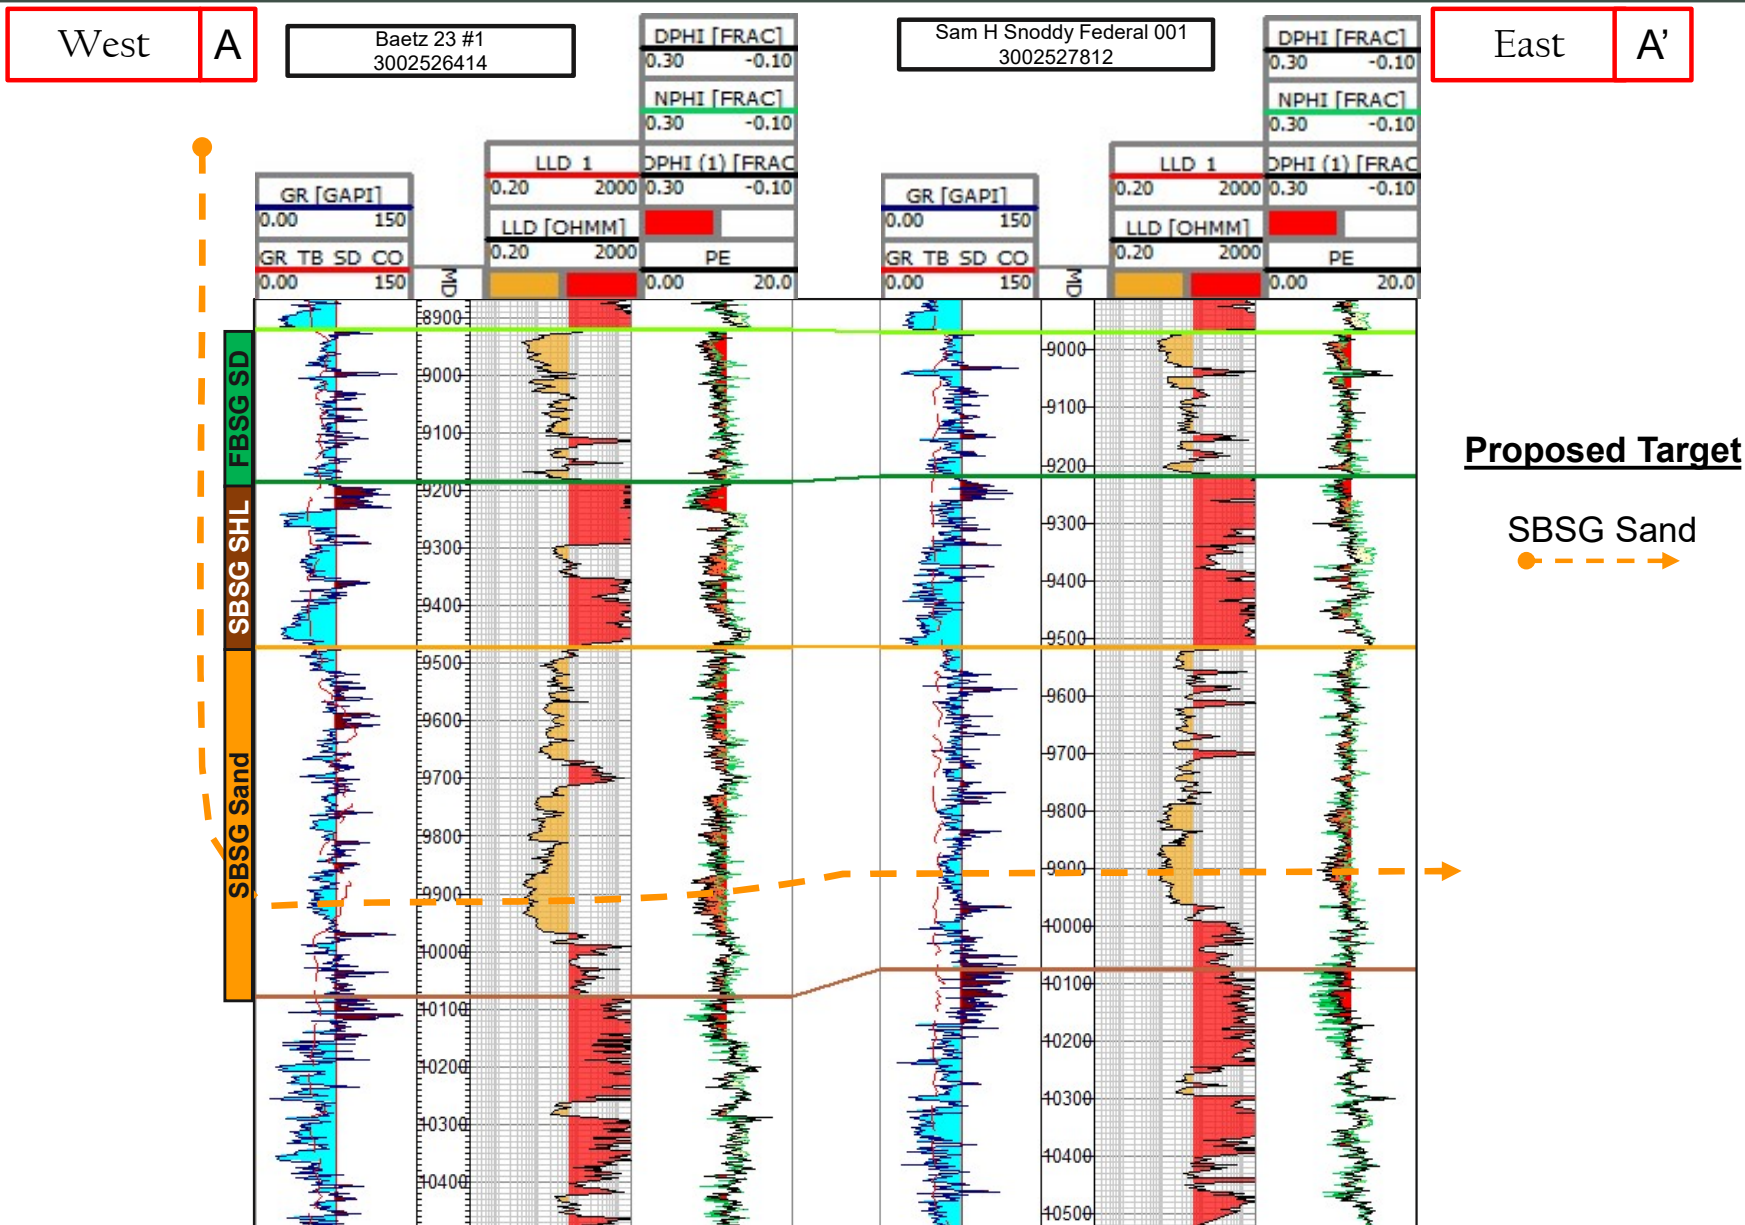 West A
Baetz 23 #1
3002526414
DPHI [FRAC]
0.30 -0.10
NPHI [FRAC]
0.30 -0.10
DPHI (1) [FRAC
0.30 -0.10
PE
0.00 20.0
LLD 1
0.20 2000
LLD [OHMM]
0.20 2000
GR [GAPI]
0.00 150
GR TB SD CO
0.00 150
MD
Sam H Snoddy Federal 001
3002527812
DPHI [FRAC]
0.30 -0.10
NPHI [FRAC]
0.30 -0.10
DPHI (1) [FRAC
0.30 -0.10
PE
0.00 20.0
LLD 1
0.20 2000
LLD [OHMM]
0.20 2000
GR [GAPI]
0.00 150
GR TB SD CO
0.00 150
MD
East A’
FBSG SD
SBSG SHL
SBSG Sand
8900
9000
9100
9200
9300
9400
9500
9600
9700
9800
9900
10000
10100
10200
10300
10400
9000
9100
9200
9300
9400
9500
9600
9700
9800
9900
10000
10100
10200
10300
10400
10500
Proposed Target
SBSG Sand